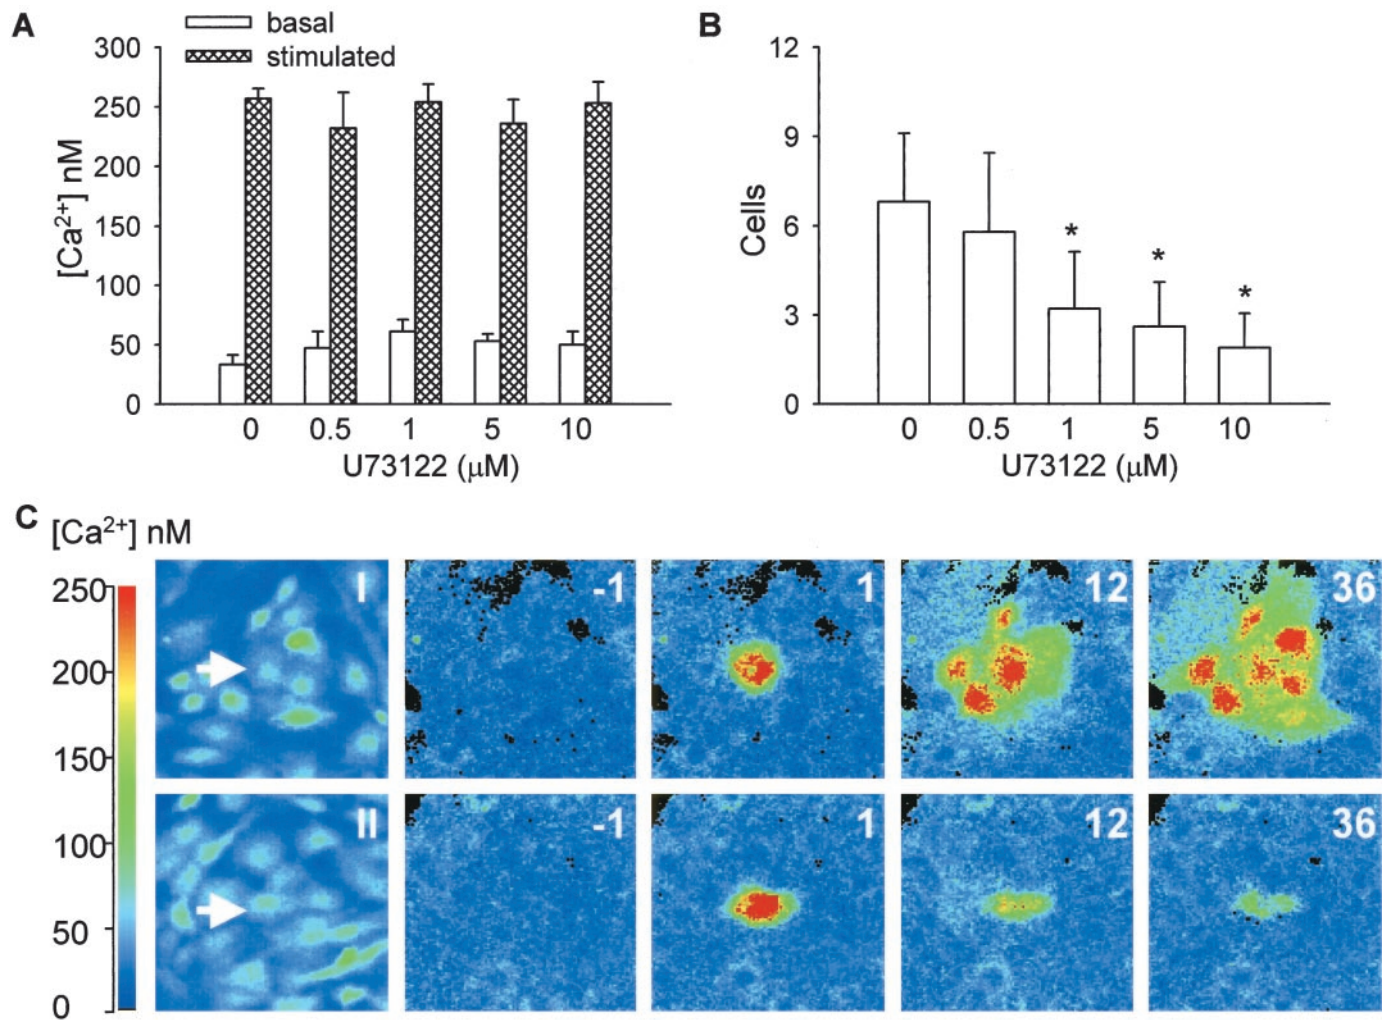 A
basal
stimulated
300
250
200
150
100
50
0
[Ca²⁺] nM
0 0.5 1 5 10
U73122 (μM)
B
12
9
6
3
0
Cells
* * *
0 0.5 1 5 10
U73122 (μM)
C
[Ca²⁺] nM
250
200
150
100
50
0
I -1 1 12 36
II -1 1 12 36